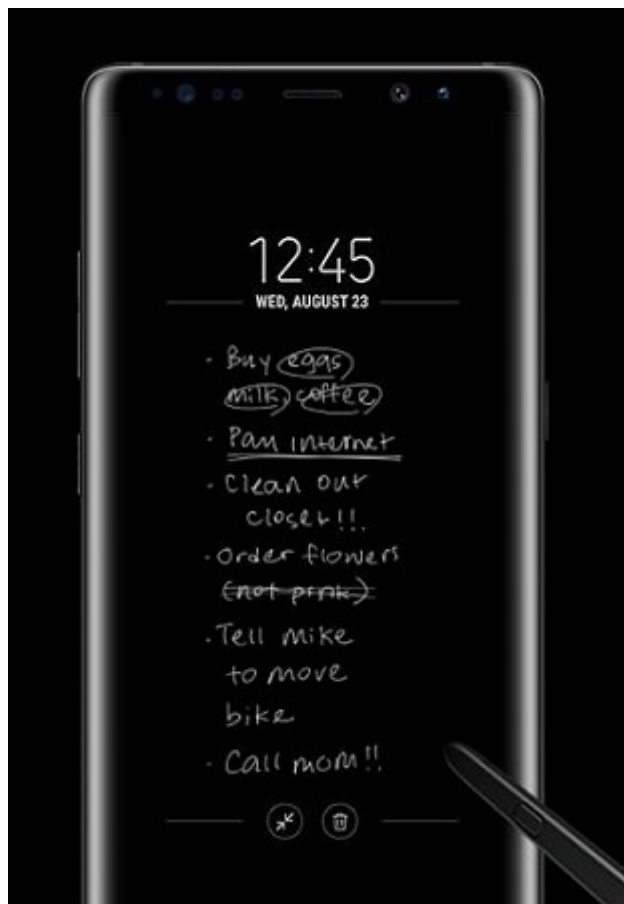 12:45
WED, AUGUST 23
· Buy eggs
milk, coffee
· Pay internet
· Clean out
closet!!.
· Order flowers
(not pink)
· Tell mike
to move
bike
· Call mom!!